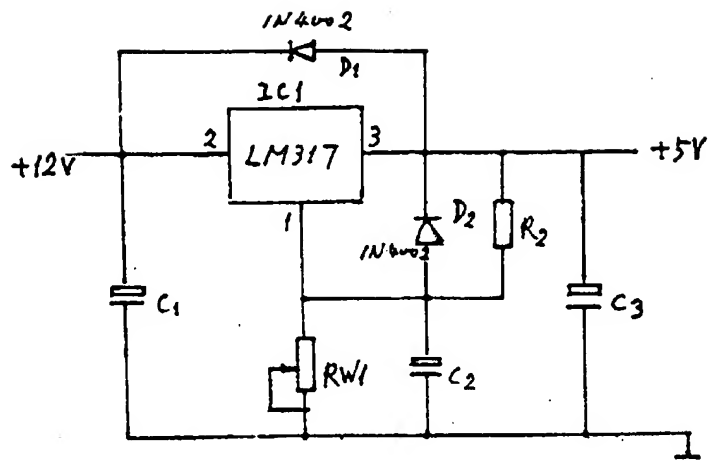 1N4002
D1
IC1
2
LM317
3
+12V
+5V
1
D2
1N4002
R2
C1
C3
RW1
C2